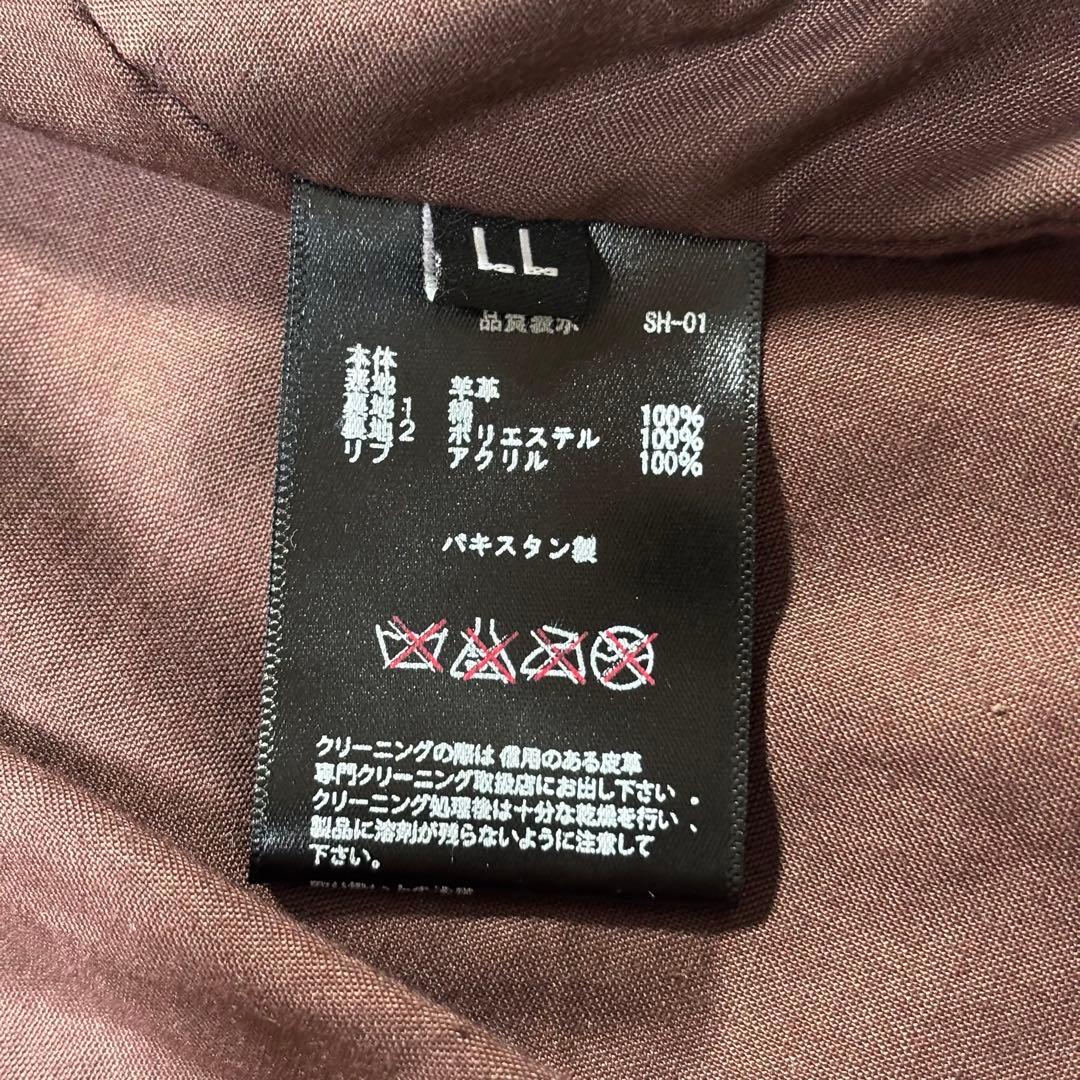 LL
品質表示 SH-01
本体
表地 羊革
裏地1 綿 100%
裏地2 ポリエステル 100%
リブ アクリル 100%
パキスタン製
クリーニングの際は 信用のある皮革
専門クリーニング取扱店にお出し下さい．
クリーニング処理後は十分な乾燥を行い、
製品に溶剤が残らないように注意して
下さい。